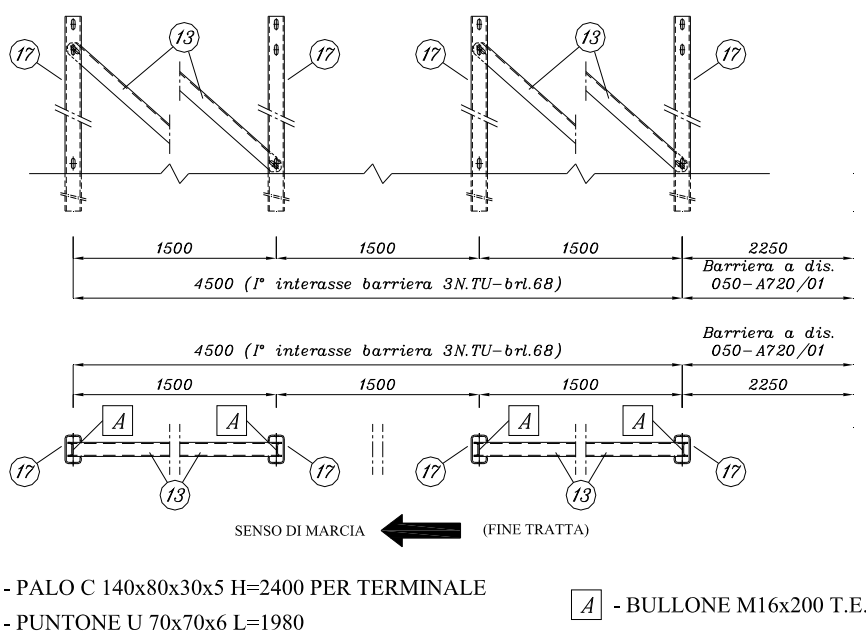 13 13
17 17 17 17
1500 1500 1500 2250
Barriera a dis.
4500 (I° interasse barriera 3N.TU-brl.68) 050-A720/01
Barriera a dis.
4500 (I° interasse barriera 3N.TU-brl.68) 050-A720/01
1500 1500 1500 2250
A A A A
17 17 17 17
13 13
SENSO DI MARCIA (FINE TRATTA)
- PALO C 140x80x30x5 H=2400 PER TERMINALE
A - BULLONE M16x200 T.E.
- PUNTONE U 70x70x6 L=1980